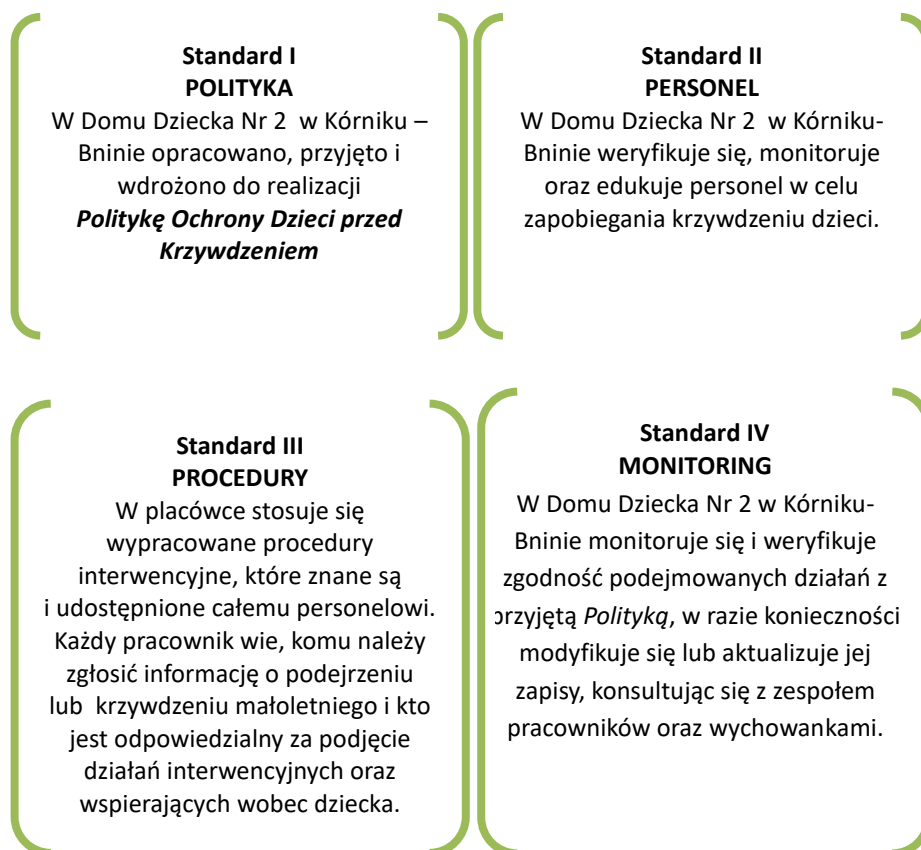 Standard I
POLITYKA
W Domu Dziecka Nr 2 w Kórniku –
Bninie opracowano, przyjęto i
wdrożono do realizacji
Politykę Ochrony Dzieci przed
Krzywdzeniem
Standard II
PERSONEL
W Domu Dziecka Nr 2 w Kórniku-
Bninie weryfikuje się, monitoruje
oraz edukuje personel w celu
zapobiegania krzywdzeniu dzieci.
Standard III
PROCEDURY
W placówce stosuje się
wypracowane procedury
interwencyjne, które znane są
i udostępnione całemu personelowi.
Każdy pracownik wie, komu należy
zgłosić informację o podejrzeniu
lub krzywdzeniu małoletniego i kto
jest odpowiedzialny za podjęcie
działań interwencyjnych oraz
wspierających wobec dziecka.
Standard IV
MONITORING
W Domu Dziecka Nr 2 w Kórniku-
Bninie monitoruje się i weryfikuje
zgodność podejmowanych działań z
przyjętą Polityką, w razie konieczności
modyfikuje się lub aktualizuje jej
zapisy, konsultując się z zespołem
pracowników oraz wychowankami.